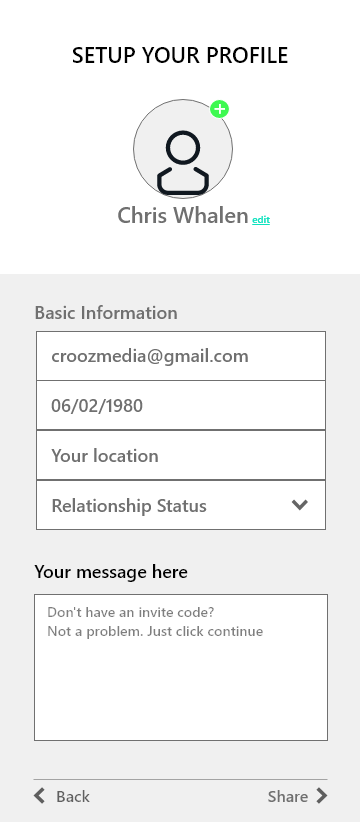 SETUP YOUR PROFILE
Chris Whalen edit
Basic Information
croozmedia@gmail.com
06/02/1980
Your location
Relationship Status
Your message here
Don't have an invite code?
Not a problem. Just click continue
Back
Share